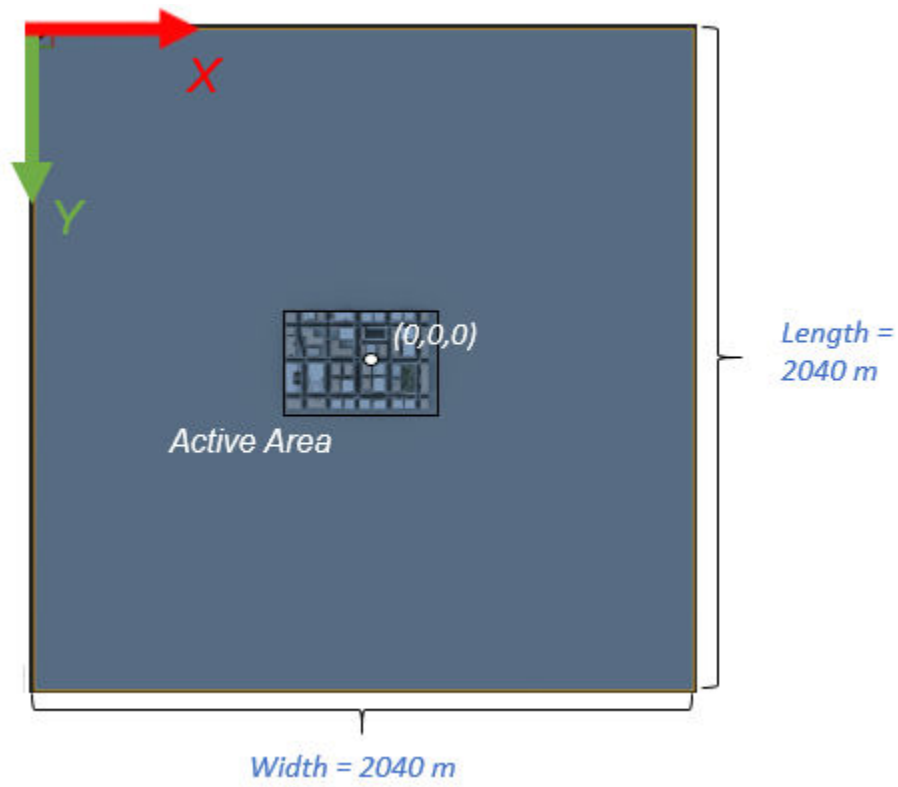 X
Y
(0,0,0)
Length =
2040 m
Active Area
Width = 2040 m